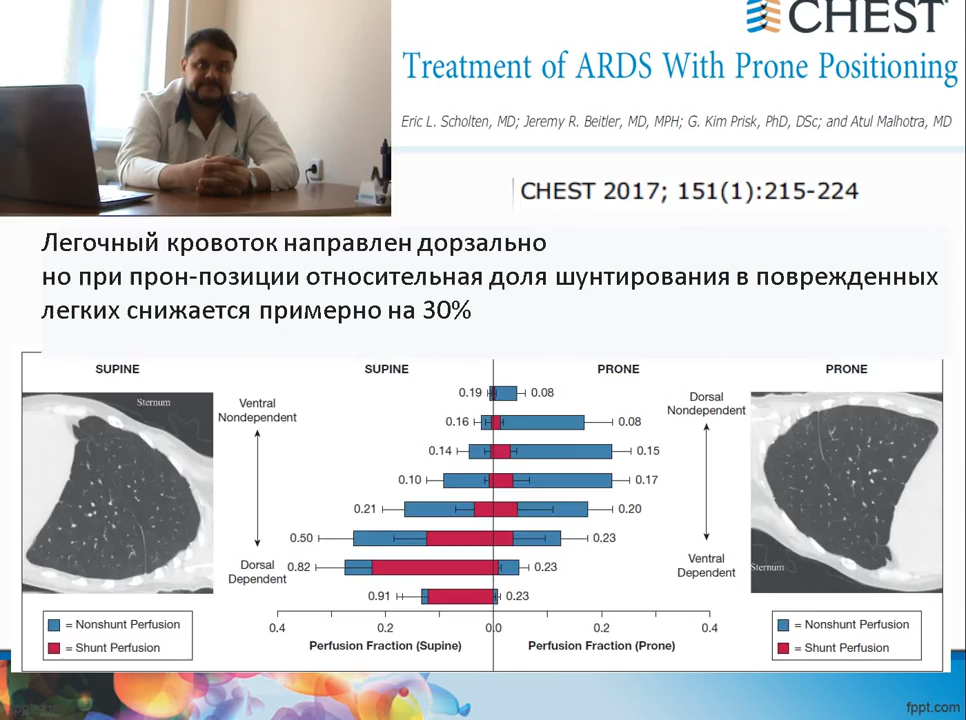 CHEST
Treatment of ARDS With Prone Positioning
Eric L. Scholten, MD; Jeremy R. Beitler, MD, MPH; G. Kim Prisk, PhD, DSc; and Atul Malhotra, MD
CHEST 2017; 151(1):215-224
Легочный кровоток направлен дорзально
но при прон-позиции относительная доля шунтирования в поврежденных
легких снижается примерно на 30%
SUPINE
SUPINE
PRONE
PRONE
Sternum
Ventral
Nondependent
Dorsal
Dependent
0.19
0.08
0.16
0.08
0.14
0.15
0.10
0.17
0.21
0.20
0.50
0.23
0.82
0.23
0.91
0.23
Dorsal
Nondependent
Ventral
Dependent
Sternum
0.4
0.2
0.0
0.2
0.4
Perfusion Fraction (Supine)
Perfusion Fraction (Prone)
= Nonshunt Perfusion
= Shunt Perfusion
= Nonshunt Perfusion
= Shunt Perfusion
fppt.com